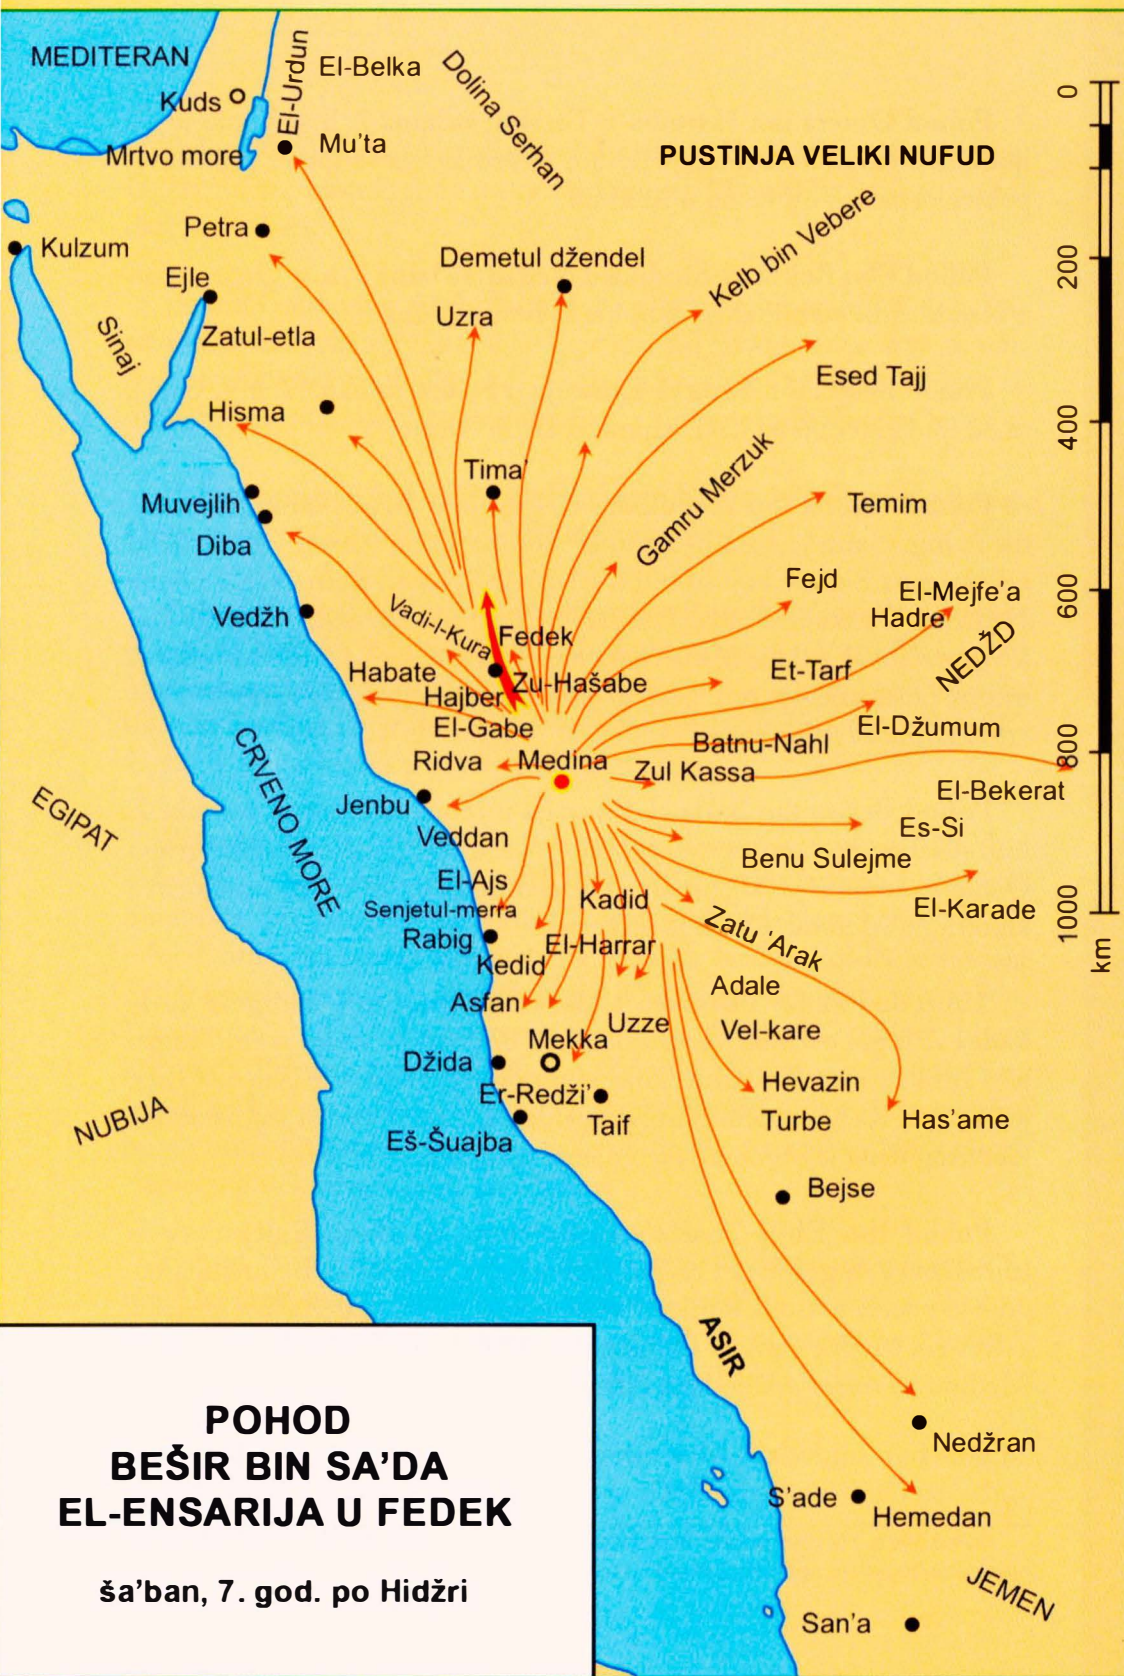 MEDITERAN
El-Urdun
El-Belka
Dolina Serhan
0
Kuds
Mu'ta
Mrtvo more
PUSTINJA VELIKI NUFUD
Petra
Kulzum
Kelb bin Vebere
Demetul džendel
200
Ejle
Uzra
Zatul-etla
Sinaj
Esed Tajj
Hisma
400
Tima'
Gamru Merzuk
Muvejlih
Temim
Diba
Fejd
El-Mejfe'a
600
Vedžh
Vadi-l-Kura
Hadre
Fedek
NEDŽD
Habate
Zu-Hašabe
Et-Tarf
Hajber
El-Gabe
El-Džumum
Batnu-Nahl
800
Ridva
Medina
Zul Kassa
CRVENO MORE
El-Bekerat
EGIPAT
Jenbu
Es-Si
Veddan
Benu Sulejme
El-Ajs
Kadid
Senjetul-merra
El-Karade
1000
Zatu 'Arak
Rabig
El-Harrar
km
Kedid
Adale
Asfan
Uzze
Vel-kare
Mekka
Džida
Hevazin
Er-Redži'
NUBIJA
Taif
Turbe
Has'ame
Eš-Šuajba
Bejse
ASIR
POHOD
BEŠIR BIN SA'DA
EL-ENSARIJA U FEDEK
ša'ban, 7. god. po Hidžri
Nedžran
S'ade
Hemedan
JEMEN
San'a